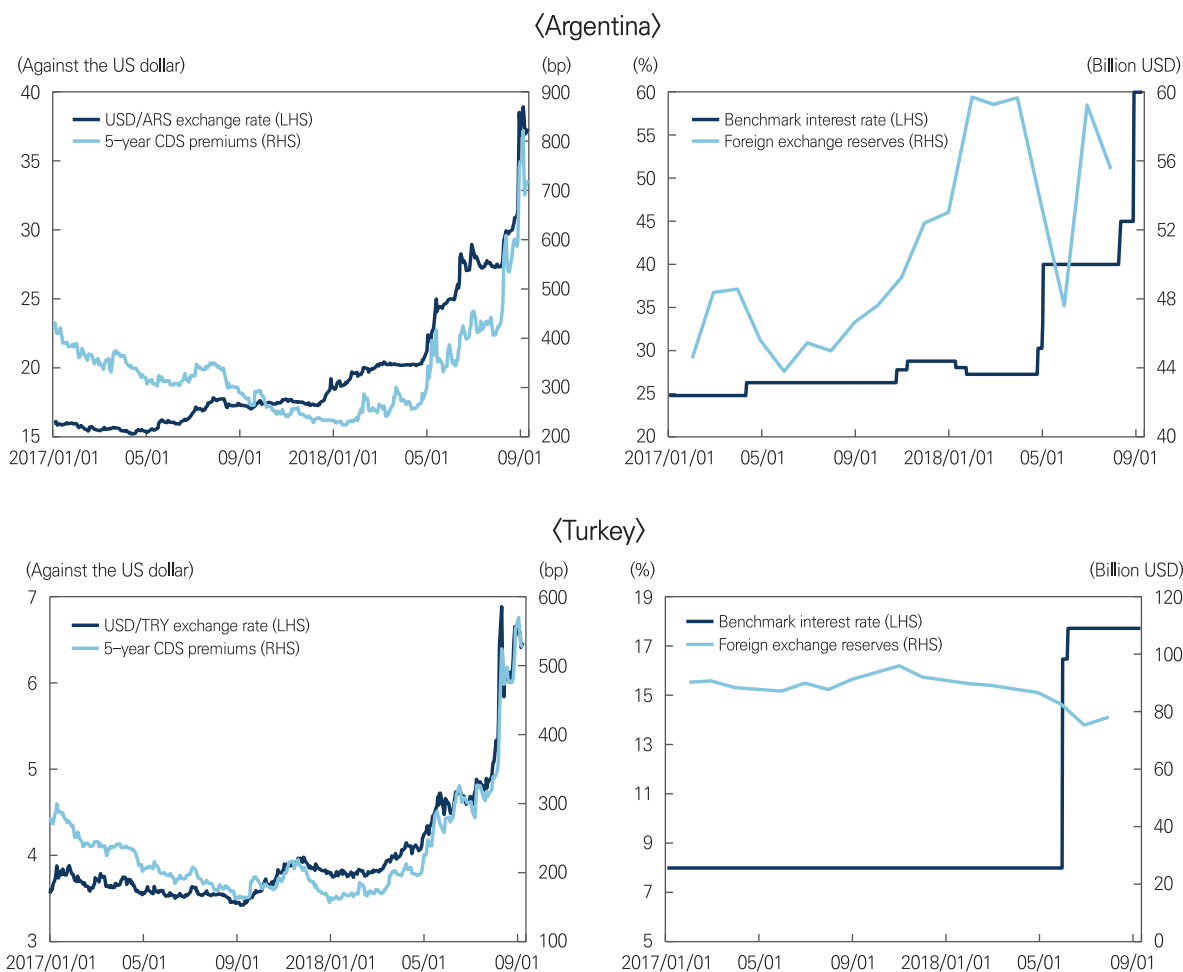 〈Argentina〉
(Against the US dollar) (bp)
40 900
USD/ARS exchange rate (LHS)
5–year CDS premiums (RHS)
800
35
700
30
600
500
25
400
20
300
15 200
2017/01/01 05/01 09/01 2018/01/01 05/01 09/01
(%) (Billion USD)
60 60
Benchmark interest rate (LHS)
Foreign exchange reserves (RHS)
55
50 56
45
52
40
35
48
30
44
25
20 40
2017/01/01 05/01 09/01 2018/01/01 05/01 09/01
〈Turkey〉
(Against the US dollar) (bp)
7 600
USD/TRY exchange rate (LHS)
5–year CDS premiums (RHS)
500
6
400
5
300
4
200
3 100
2017/01/01 05/01 09/01 2018/01/01 05/01 09/01
(%) (Billion USD)
19 120
Benchmark interest rate (LHS)
Foreign exchange reserves (RHS)
17
100
15
80
13
60
11
9
40
7
20
5 0
2017/01/01 05/01 09/01 2018/01/01 05/01 09/01